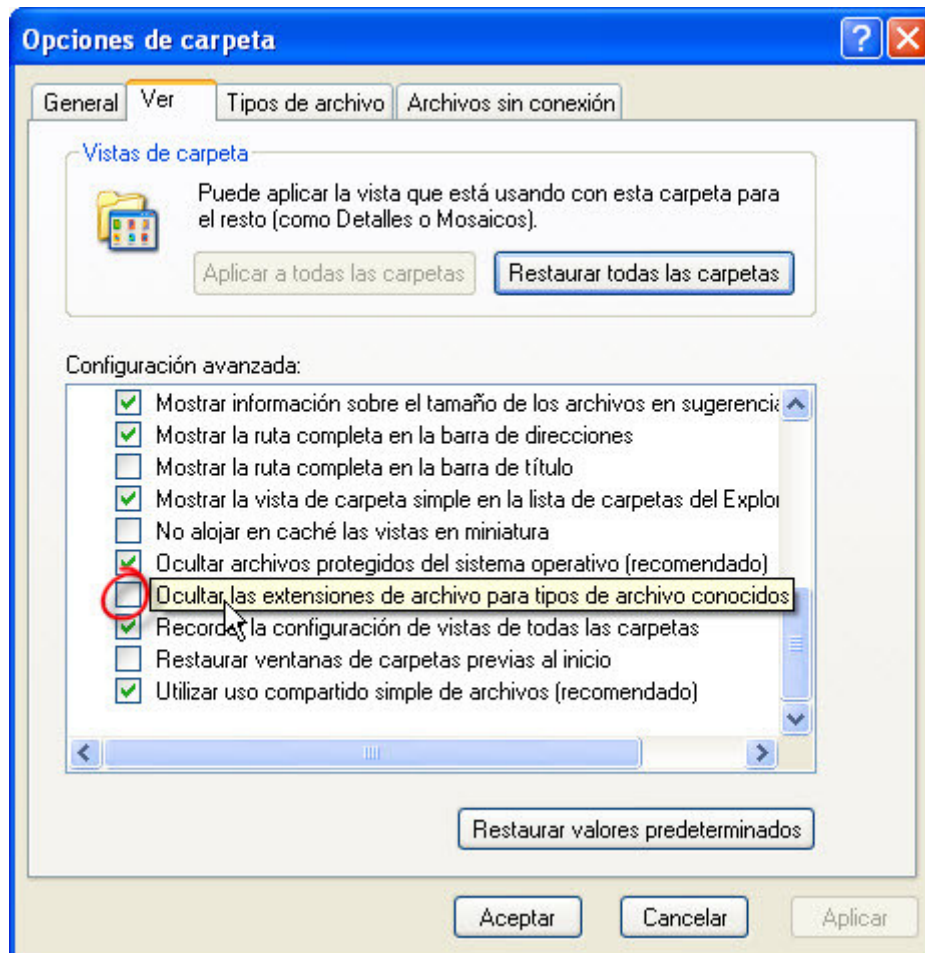 Opciones de carpeta
General Ver Tipos de archivo Archivos sin conexión
Vistas de carpeta
Puede aplicar la vista que está usando con esta carpeta para
el resto (como Detalles o Mosaicos).
Aplicar a todas las carpetas Restaurar todas las carpetas
Configuración avanzada:
Mostrar información sobre el tamaño de los archivos en sugerencia
Mostrar la ruta completa en la barra de direcciones
Mostrar la ruta completa en la barra de título
Mostrar la vista de carpeta simple en la lista de carpetas del Explor
No alojar en caché las vistas en miniatura
Ocultar archivos protegidos del sistema operativo (recomendado)
Ocultar las extensiones de archivo para tipos de archivo conocidos
Recordar la configuración de vistas de todas las carpetas
Restaurar ventanas de carpetas previas al inicio
Utilizar uso compartido simple de archivos (recomendado)
Restaurar valores predeterminados
Aceptar Cancelar Aplicar